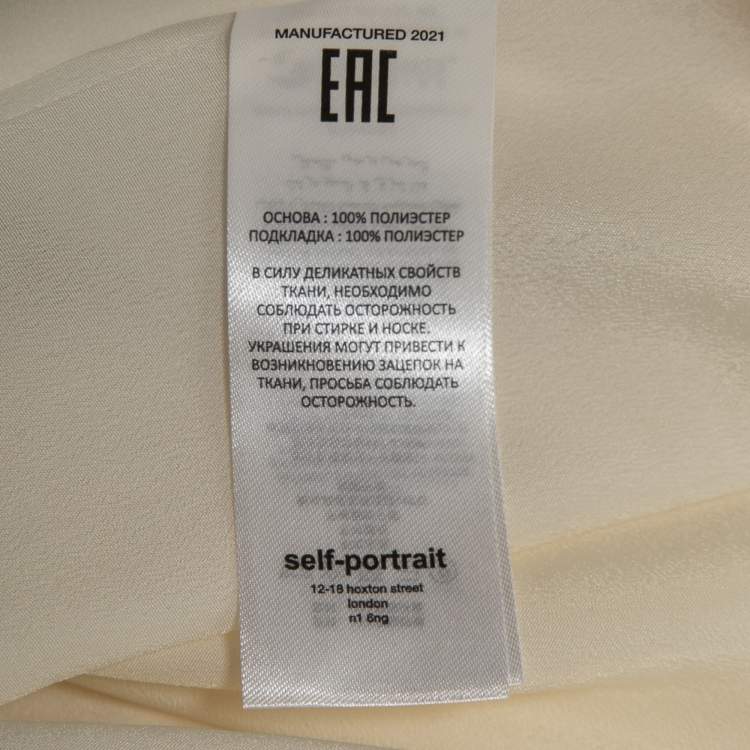 MANUFACTURED 2021
EAC
ОСНОВА : 100% ПОЛИЭСТЕР
ПОДКЛАДКА : 100% ПОЛИЭСТЕР
В СИЛУ ДЕЛИКАТНЫХ СВОЙСТВ
ТКАНИ, НЕОБХОДИМО
СОБЛЮДАТЬ ОСТОРОЖНОСТЬ
ПРИ СТИРКЕ И НОСКЕ.
УКРАШЕНИЯ МОГУТ ПРИВЕСТИ К
ВОЗНИКНОВЕНИЮ ЗАЦЕПОК НА
ТКАНИ, ПРОСЬБА СОБЛЮДАТЬ
ОСТОРОЖНОСТЬ.
self-portrait
12-18 hoxton street
london
n1 6ng